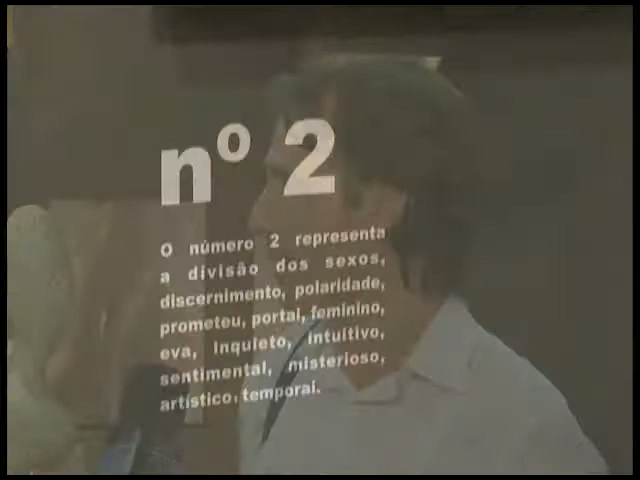 nº 2
O número 2 representa
a divisão dos sexos,
discernimento, polaridade,
prometeu, portal, feminino,
eva, inquieto, intuítivo,
sentimental, misterioso,
artístico, temporal.